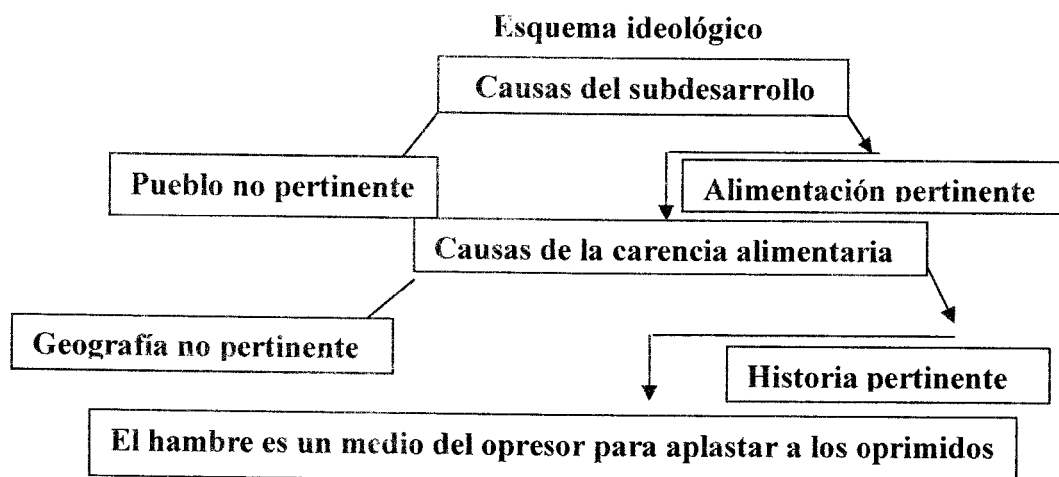 Esquema ideológico
Causas del subdesarrollo
Pueblo no pertinente
Alimentación pertinente
Causas de la carencia alimentaria
Geografía no pertinente
Historia pertinente
El hambre es un medio del opresor para aplastar a los oprimidos